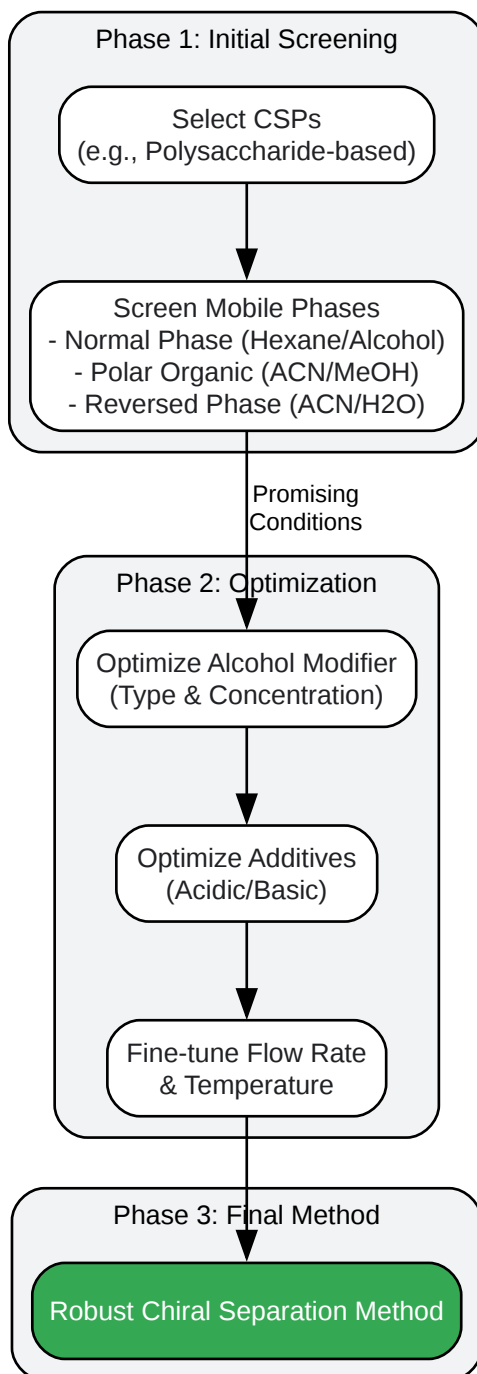 Phase 1: Initial Screening
Select CSPs
(e.g., Polysaccharide-based)
Screen Mobile Phases
- Normal Phase (Hexane/Alcohol)
- Polar Organic (ACN/MeOH)
- Reversed Phase (ACN/H2O)
Promising
Conditions
Phase 2: Optimization
Optimize Alcohol Modifier
(Type & Concentration)
Optimize Additives
(Acidic/Basic)
Fine-tune Flow Rate
& Temperature
Phase 3: Final Method
Robust Chiral Separation Method